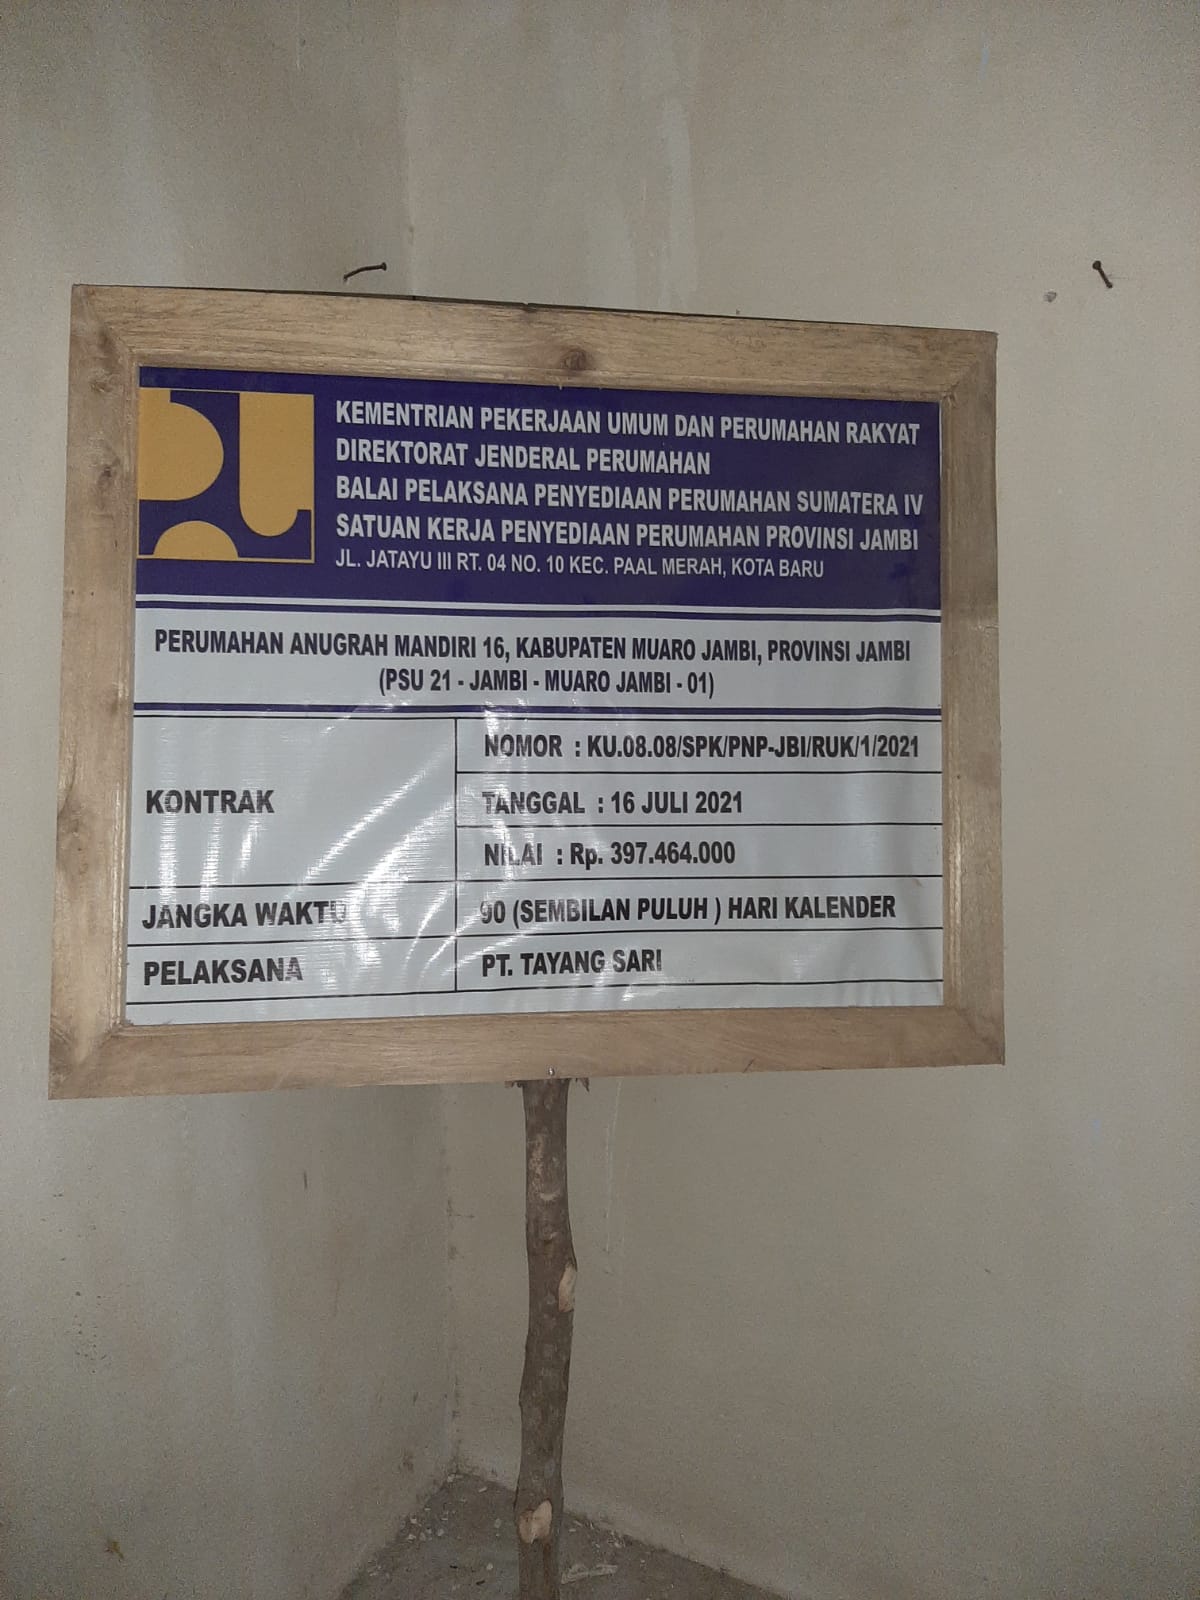 KEMENTRIAN PEKERJAAN UMUM DAN PERUMAHAN RAKYAT
DIREKTORAT JENDERAL PERUMAHAN
BALAI PELAKSANA PENYEDIAAN PERUMAHAN SUMATERA IV
SATUAN KERJA PENYEDIAAN PERUMAHAN PROVINSI JAMBI
JL. JATAYU III RT. 04 NO. 10 KEC. PAAL MERAH, KOTA BARU
PERUMAHAN ANUGRAH MANDIRI 16, KABUPATEN MUARO JAMBI, PROVINSI JAMBI
(PSU 21 - JAMBI - MUARO JAMBI - 01)
KONTRAK
NOMOR : KU.08.08/SPK/PNP-JBI/RUK/1/2021
TANGGAL : 16 JULI 2021
NILAI : Rp. 397.464.000
JANGKA WAKTU 90 (SEMBILAN PULUH ) HARI KALENDER
PELAKSANA PT. TAYANG SARI